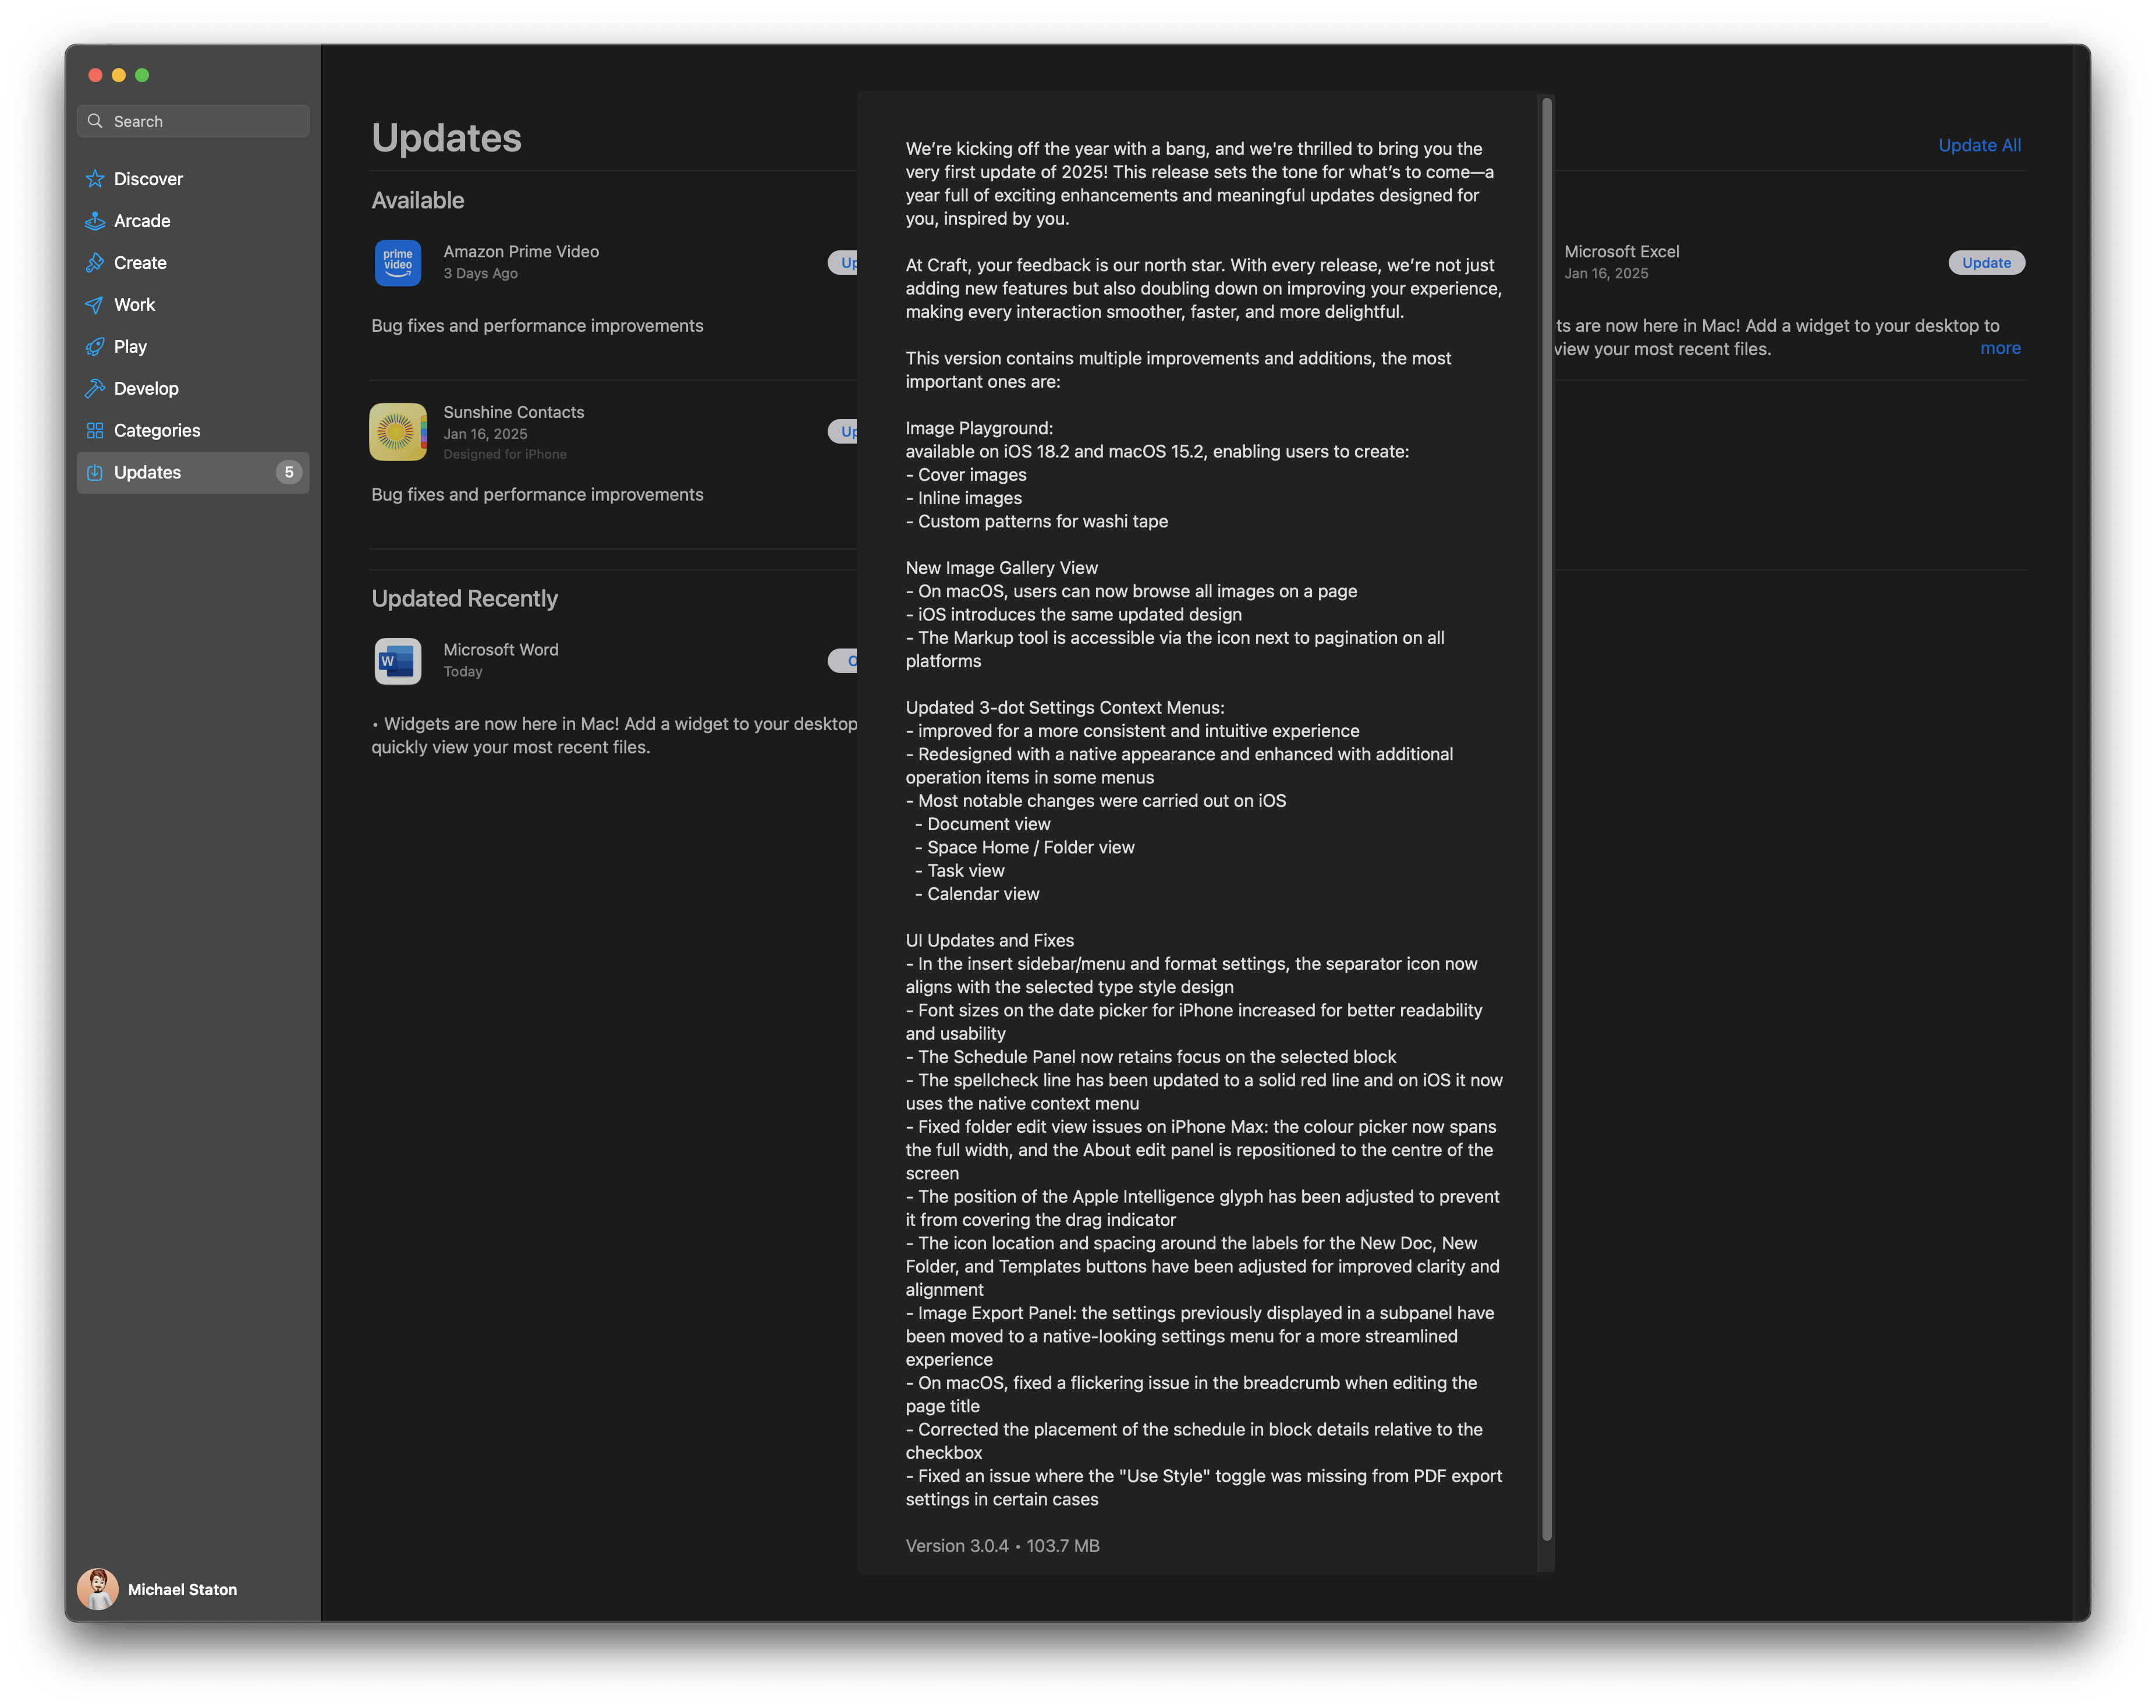 Search
Discover
Arcade
Create
Work
Play
Develop
Categories
Updates 5
Michael Staton
Updates
Update All
Available
prime
video
Amazon Prime Video
3 Days Ago
Bug fixes and performance improvements
Sunshine Contacts
Jan 16, 2025
Designed for iPhone
Bug fixes and performance improvements
Updated Recently
W
Microsoft Word
Today
• Widgets are now here in Mac! Add a widget to your desktop
quickly view your most recent files.
We’re kicking off the year with a bang, and we're thrilled to bring you the
very first update of 2025! This release sets the tone for what’s to come—a
year full of exciting enhancements and meaningful updates designed for
you, inspired by you.
At Craft, your feedback is our north star. With every release, we’re not just
adding new features but also doubling down on improving your experience,
making every interaction smoother, faster, and more delightful.
This version contains multiple improvements and additions, the most
important ones are:
Image Playground:
available on iOS 18.2 and macOS 15.2, enabling users to create:
- Cover images
- Inline images
- Custom patterns for washi tape
New Image Gallery View
- On macOS, users can now browse all images on a page
- iOS introduces the same updated design
- The Markup tool is accessible via the icon next to pagination on all
platforms
Updated 3-dot Settings Context Menus:
- improved for a more consistent and intuitive experience
- Redesigned with a native appearance and enhanced with additional
operation items in some menus
- Most notable changes were carried out on iOS
- Document view
- Space Home / Folder view
- Task view
- Calendar view
UI Updates and Fixes
- In the insert sidebar/menu and format settings, the separator icon now
aligns with the selected type style design
- Font sizes on the date picker for iPhone increased for better readability
and usability
- The Schedule Panel now retains focus on the selected block
- The spellcheck line has been updated to a solid red line and on iOS it now
uses the native context menu
- Fixed folder edit view issues on iPhone Max: the colour picker now spans
the full width, and the About edit panel is repositioned to the centre of the
screen
- The position of the Apple Intelligence glyph has been adjusted to prevent
it from covering the drag indicator
- The icon location and spacing around the labels for the New Doc, New
Folder, and Templates buttons have been adjusted for improved clarity and
alignment
- Image Export Panel: the settings previously displayed in a subpanel have
been moved to a native-looking settings menu for a more streamlined
experience
- On macOS, fixed a flickering issue in the breadcrumb when editing the
page title
- Corrected the placement of the schedule in block details relative to the
checkbox
- Fixed an issue where the "Use Style" toggle was missing from PDF export
settings in certain cases
Version 3.0.4 • 103.7 MB
Microsoft Excel
Jan 16, 2025
Update
ts are now here in Mac! Add a widget to your desktop to
view your most recent files.
more